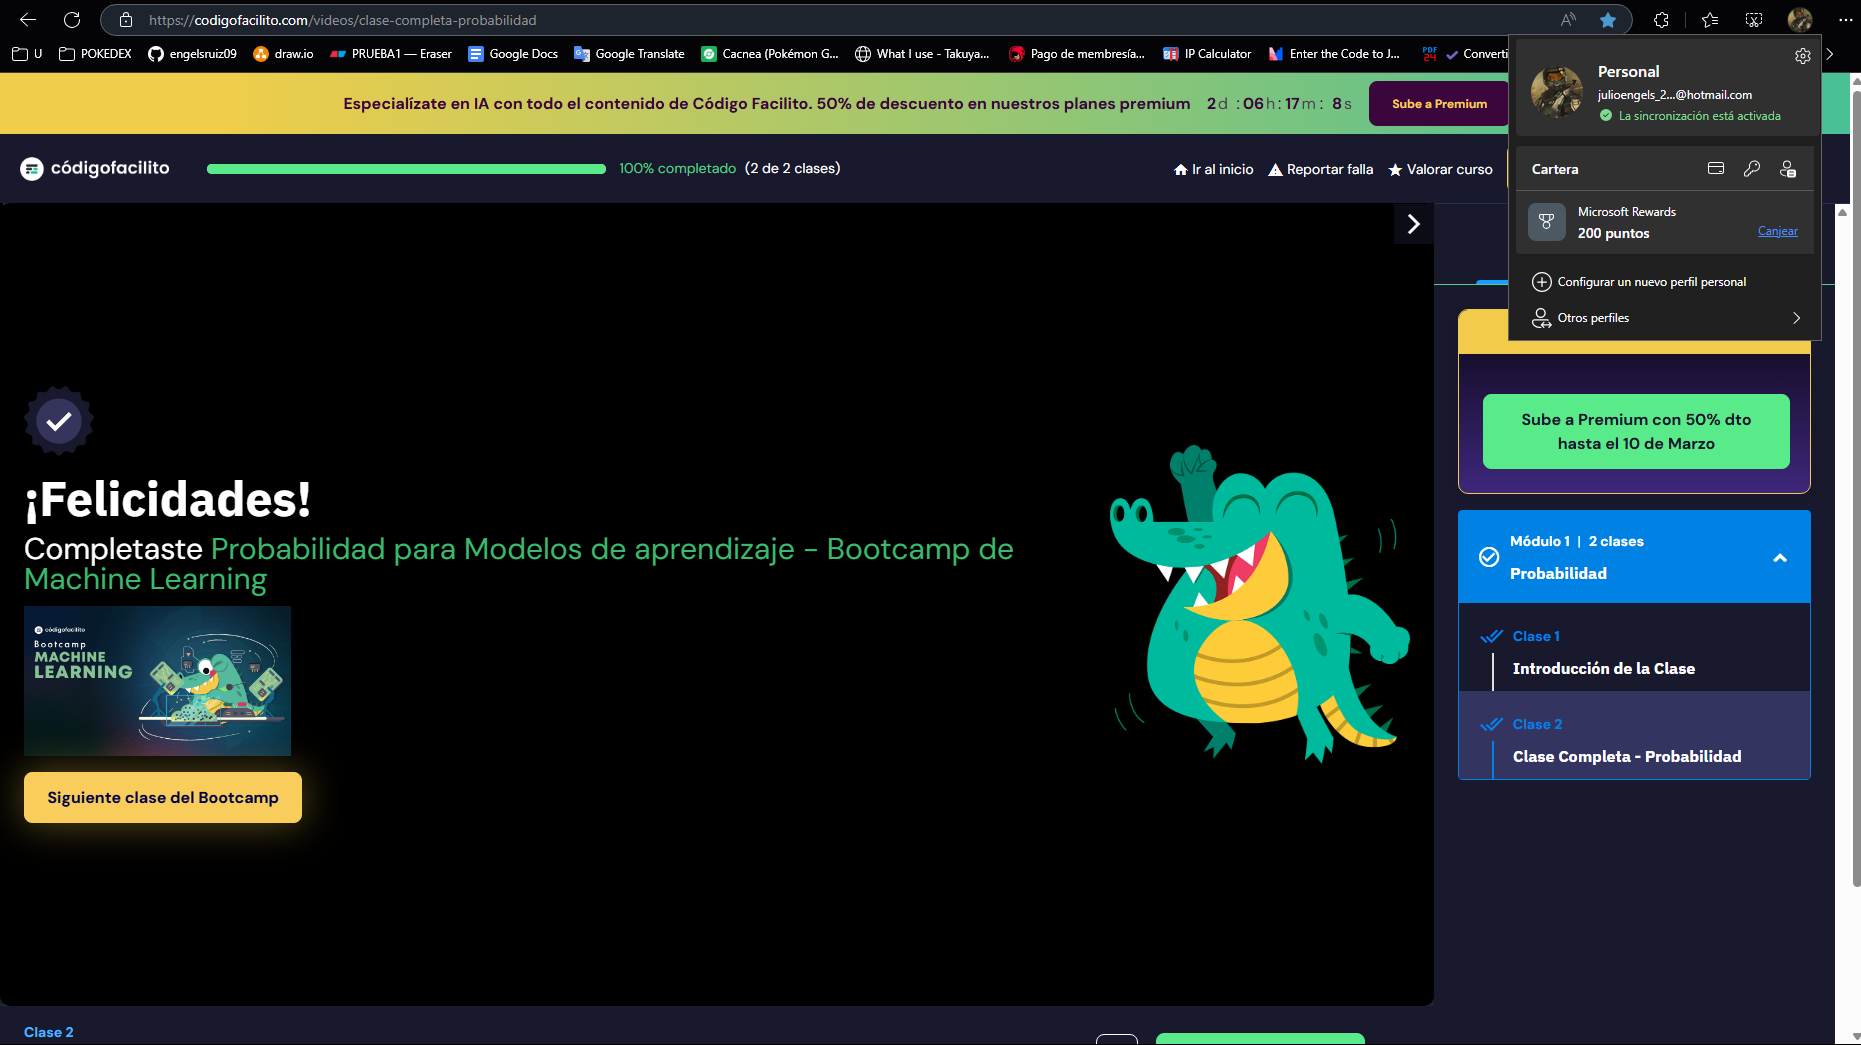 https://codigofacilito.com/videos/clase-completa-probabilidad
U
POKEDEX
engelsruiz09
draw.io
PRUEBA1 — Eraser
Google Docs
Google Translate
Cacnea (Pokémon G...
What I use - Takuya...
Pago de membresía...
IP Calculator
Enter the Code to J...
PDF
24
Converti
Personal
julioengels_2...@hotmail.com
La sincronización está activada
Cartera
Microsoft Rewards
200 puntos
Canjear
Configurar un nuevo perfil personal
Otros perfiles
Especialízate en IA con todo el contenido de Código Facilito. 50% de descuento en nuestros planes premium 2d :06h:17m: 8s
Sube a Premium
códigofacilito
100% completado (2 de 2 clases)
Ir al inicio
Reportar falla
Valorar curso
¡Felicidades!
Completaste Probabilidad para Modelos de aprendizaje - Bootcamp de
Machine Learning
códigofacilito
Bootcamp
MACHINE
LEARNING
Siguiente clase del Bootcamp
Sube a Premium con 50% dto
hasta el 10 de Marzo
Módulo 1 | 2 clases
Probabilidad
Clase 1
Introducción de la Clase
Clase 2
Clase Completa - Probabilidad
Clase 2